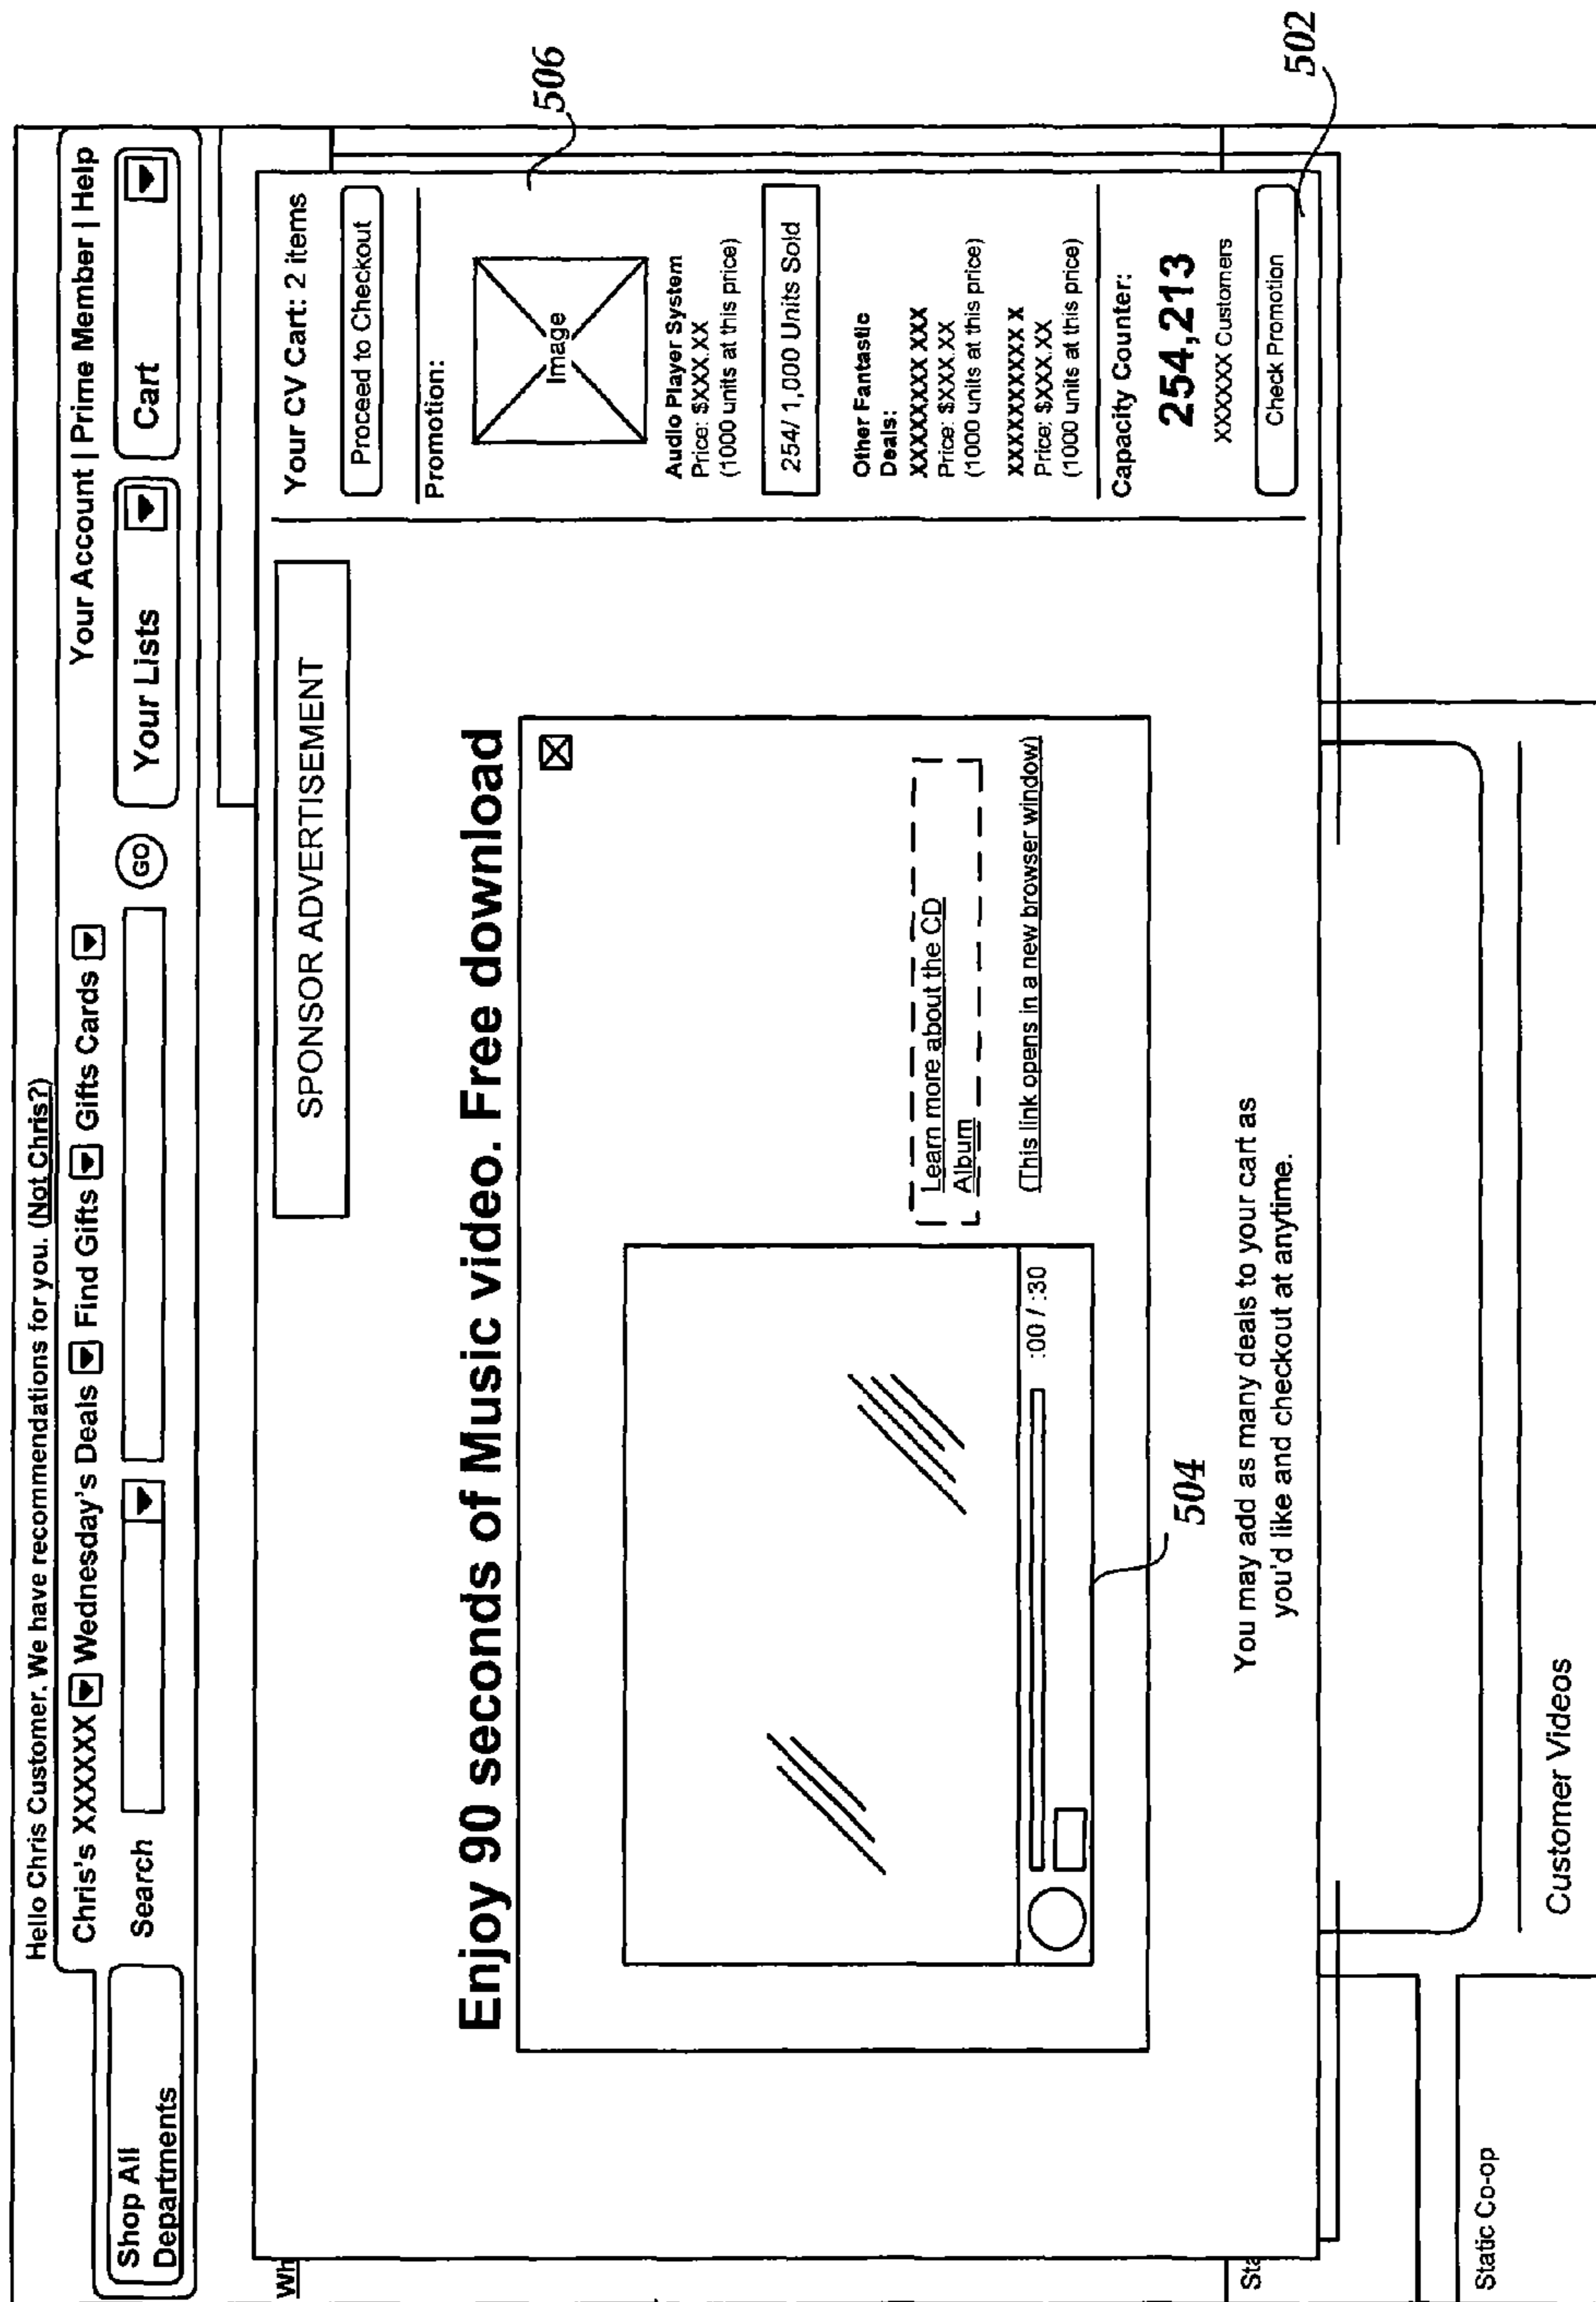 Hello Chris Customer. We have recommendations for you. (Not Chris?)
Your Account | Prime Member | Help
Chris's XXXXXX Wednesday's Deals Find Gifts Gifts Cards
Shop All
Departments
Search
GO
Your Lists
Cart
Wh
SPONSOR ADVERTISEMENT
Enjoy 90 seconds of Music video. Free download
Learn more about the CD
Album
(This link opens in a new browser window)
:00 / :30
504
You may add as many deals to your cart as
you'd like and checkout at anytime.
Your CV Cart: 2 items
Proceed to Checkout
Promotion:
506
Image
Audio Player System
Price: $XXX.XX
(1000 units at this price)
254/ 1,000 Units Sold
Other Fantastic
Deals:
XXXXXXXX XXX
Price: $XXX.XX
(1000 units at this price)
XXXXXXXXX X
Price: $XXX.XX
(1000 units at this price)
Capacity Counter:
254,213
XXXXXX Customers
Check Promotion
502
Sta
Static Co-op
Customer Videos